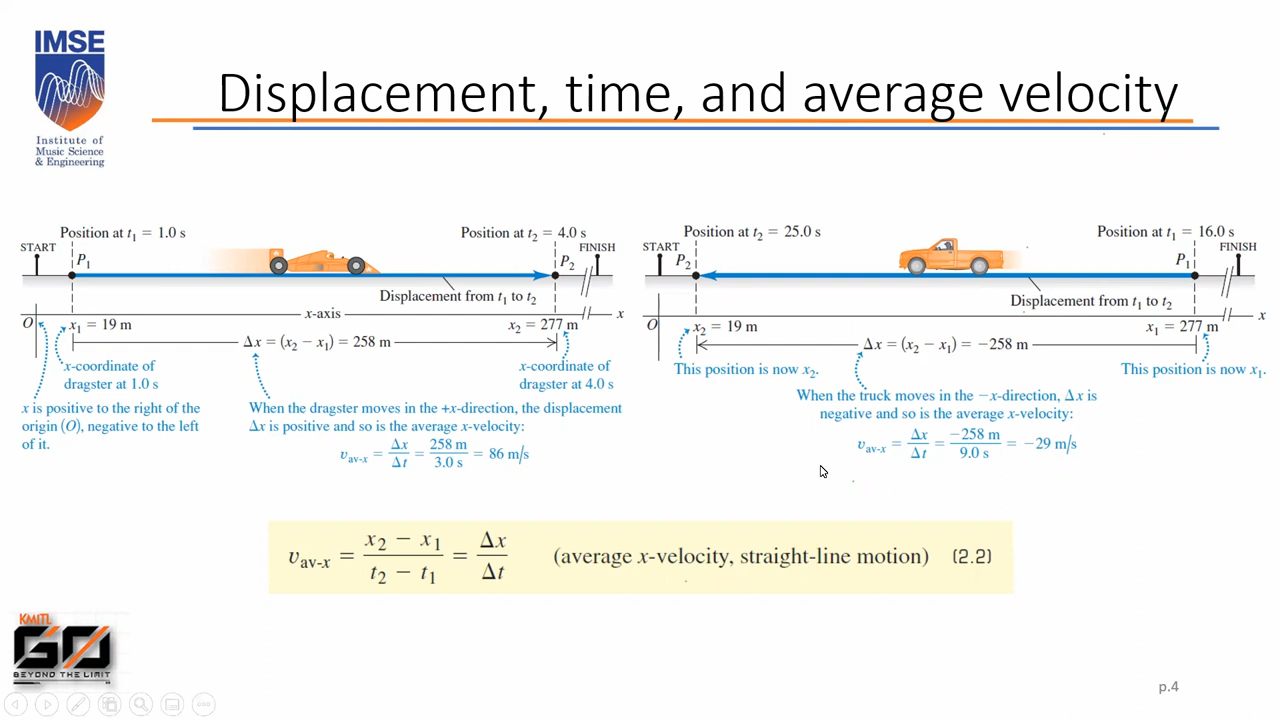 IMSE
Institute of
Music Science
& Engineering
Displacement, time, and average velocity
Position at t₁ = 1.0 s
Position at t₂ = 4.0 s
START
FINISH
P₁
P₂
Displacement from t₁ to t₂
O
x₁ = 19 m
x-axis
x₂ = 277 m
x
Δx = (x₂ − x₁) = 258 m
x-coordinate of
dragster at 1.0 s
x-coordinate of
dragster at 4.0 s
x is positive to the right of the
origin (O), negative to the left
of it.
When the dragster moves in the +x-direction, the displacement
Δx is positive and so is the average x-velocity:
υav-x = Δx/Δt = 258 m/3.0 s = 86 m/s
Position at t₂ = 25.0 s
Position at t₁ = 16.0 s
START
FINISH
P₂
P₁
Displacement from t₁ to t₂
O
x₂ = 19 m
x₁ = 277 m
x
Δx = (x₂ − x₁) = −258 m
This position is now x₂.
This position is now x₁.
When the truck moves in the −x-direction, Δx is
negative and so is the average x-velocity:
υav-x = Δx/Δt = −258 m/9.0 s = −29 m/s
υav-x = x₂ − x₁/t₂ − t₁ = Δx/Δt (average x-velocity, straight-line motion) (2.2)
KMITL
GO
BEYOND THE LIMIT
p.4